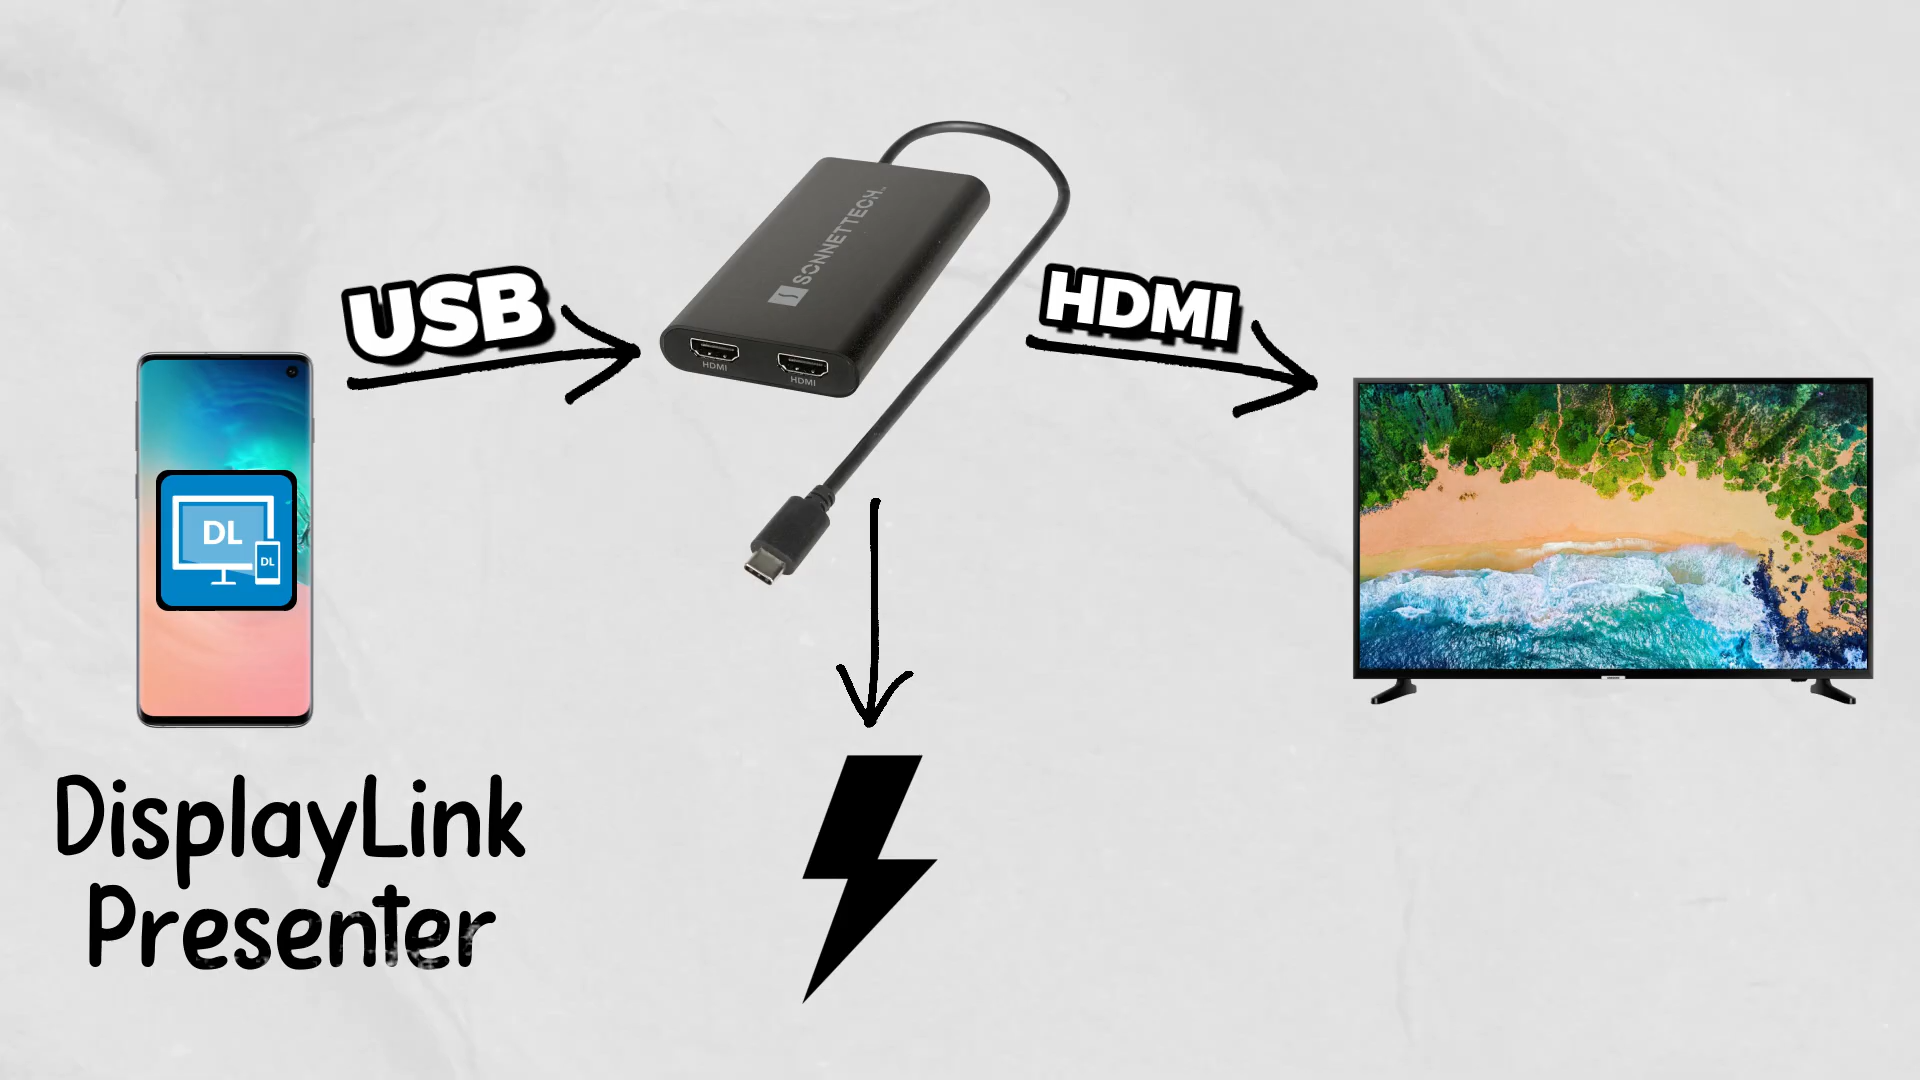 USB
SONNETTECH
HDMI
HDMI
HDMI
DL
DL
DisplayLink
Presenter